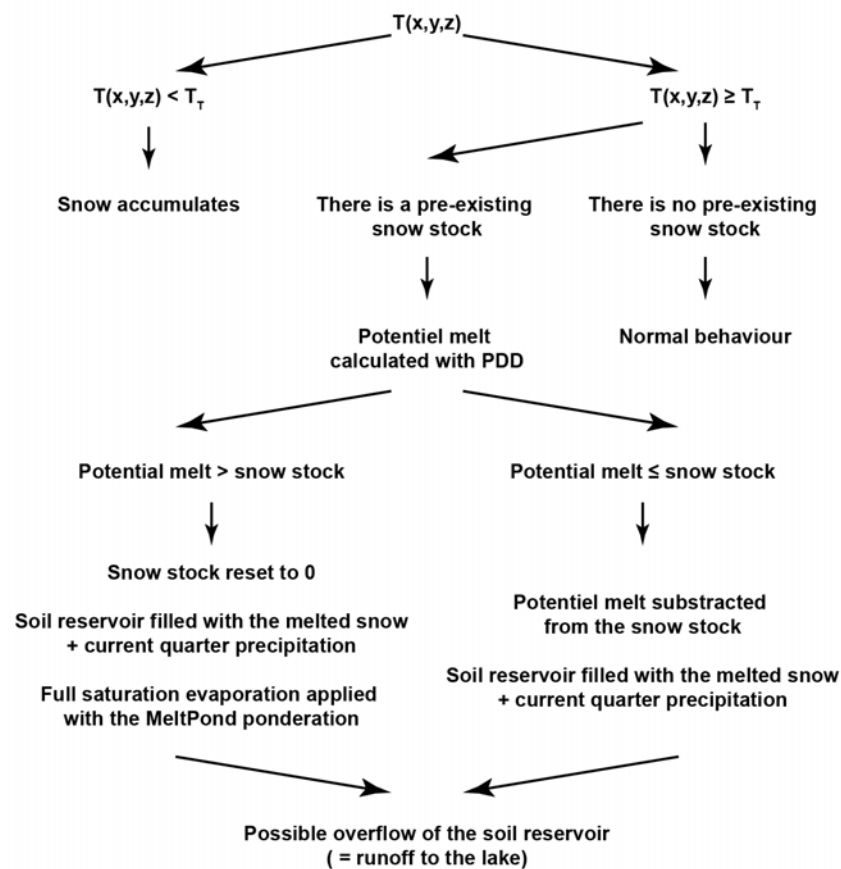 T(x,y,z)
T(x,y,z) < T_T
T(x,y,z) ≥ T_T
Snow accumulates
There is a pre-existing
snow stock
There is no pre-existing
snow stock
Potentiel melt
calculated with PDD
Normal behaviour
Potential melt > snow stock
Potential melt ≤ snow stock
Snow stock reset to 0
Soil reservoir filled with the melted snow
+ current quarter precipitation
Full saturation evaporation applied
with the MeltPond ponderation
Potentiel melt substracted
from the snow stock
Soil reservoir filled with the melted snow
+ current quarter precipitation
Possible overflow of the soil reservoir
( = runoff to the lake)